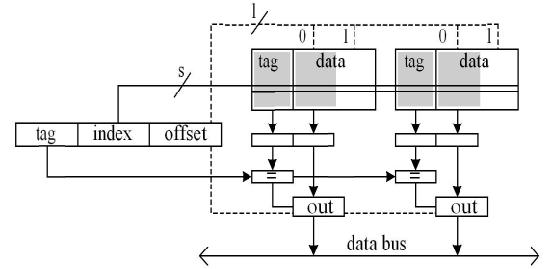 l
0 1 0 1
tag data tag data
s
tag index offset
= =
out out
data bus